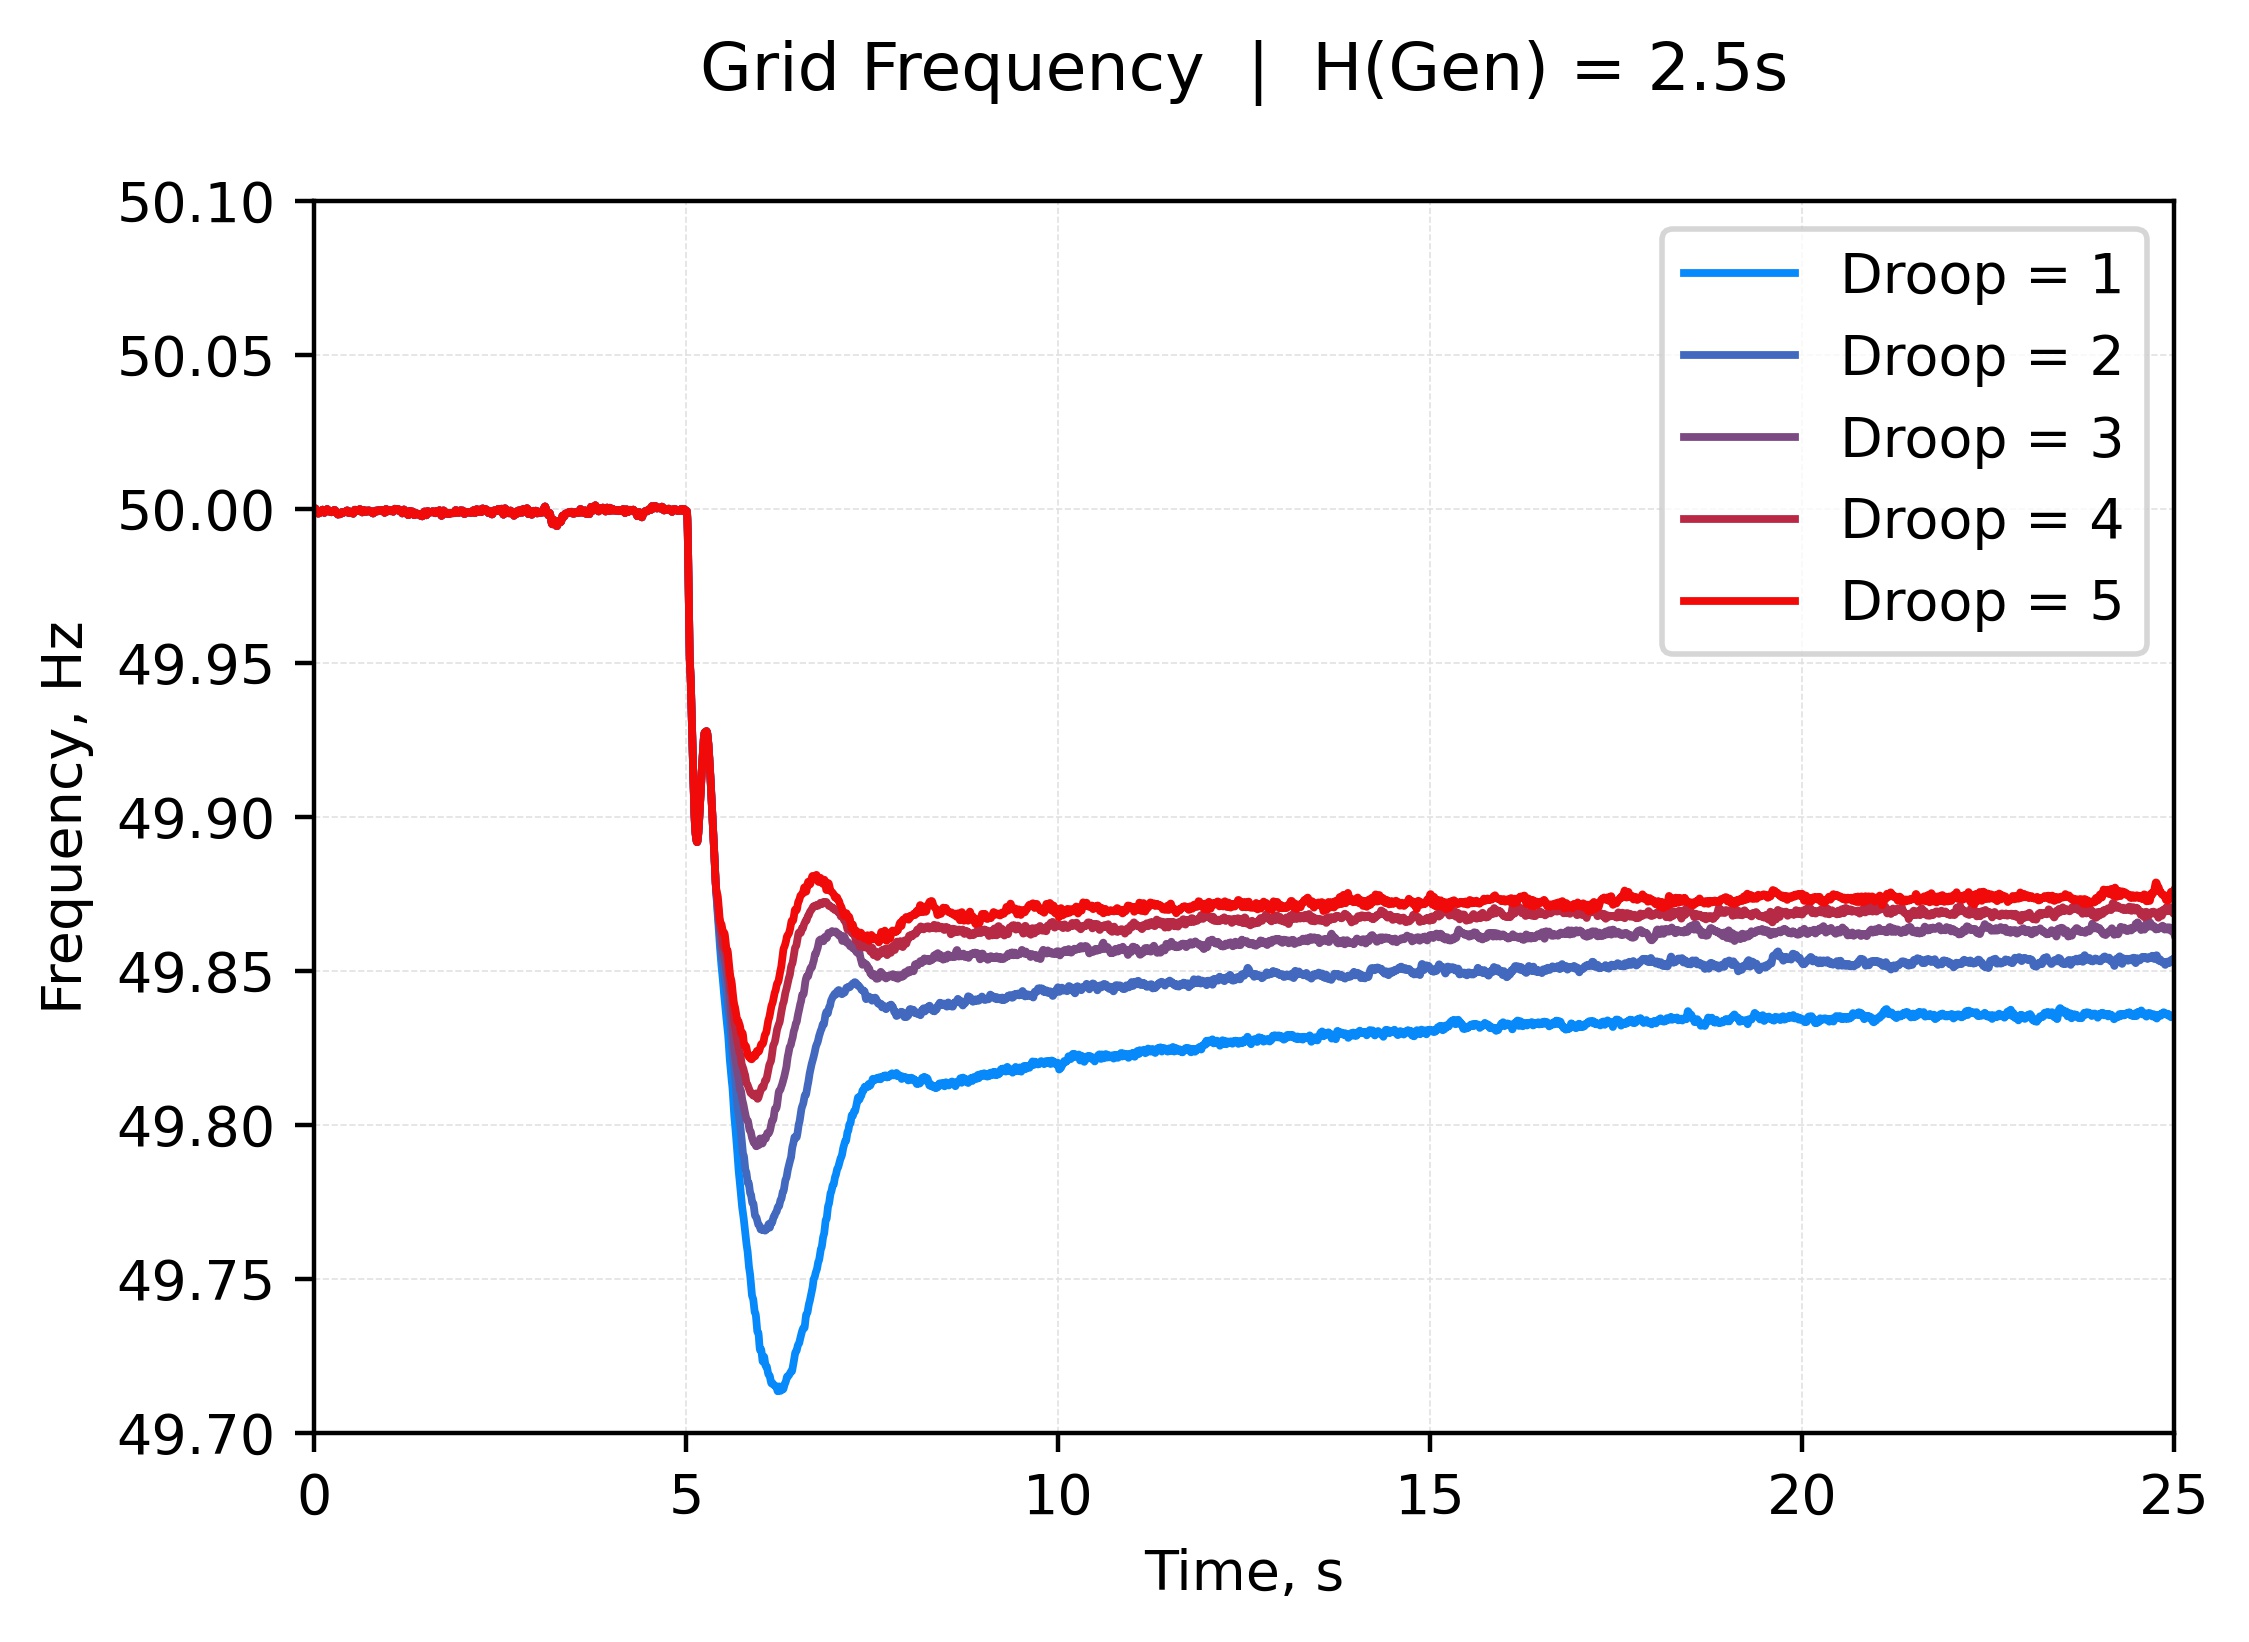 Grid Frequency | H(Gen) = 2.5s
50.10
50.05
50.00
49.95
49.90
49.85
49.80
49.75
49.70
Frequency, Hz
Droop = 1
Droop = 2
Droop = 3
Droop = 4
Droop = 5
0 5 10 15 20 25
Time, s